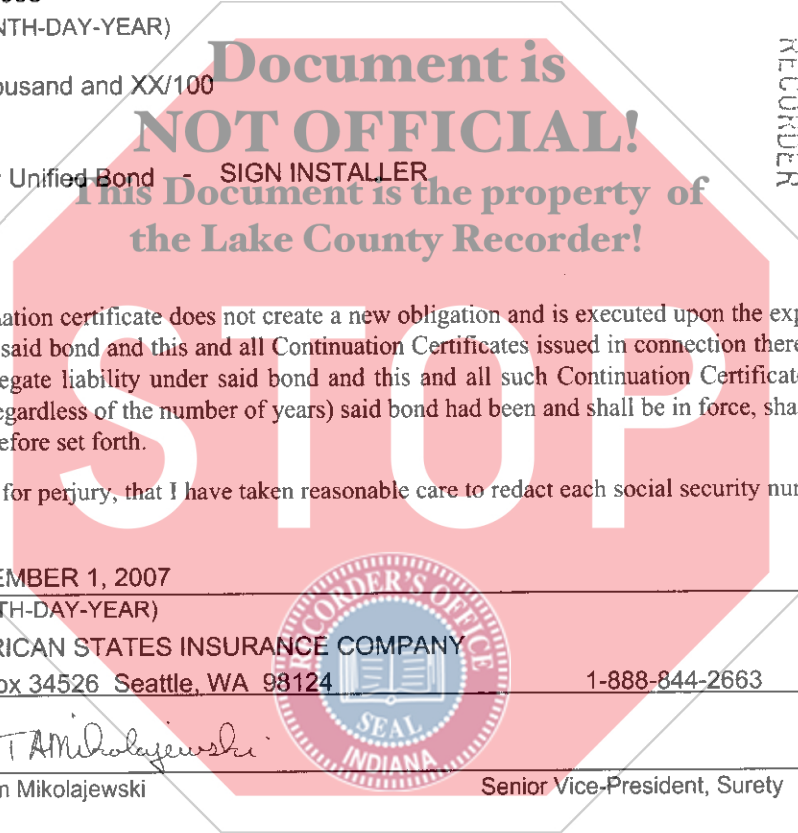 NTH-DAY-YEAR)
Document is
ousand and XX/100
NOT OFFICIAL!
RECORDER
Unified Bond - SIGN INSTALLER
This Document is the property of
the Lake County Recorder!
STOP
ation certificate does not create a new obligation and is executed upon the exp
said bond and this and all Continuation Certificates issued in connection there
egate liability under said bond and this and all such Continuation Certificat
egardless of the number of years) said bond had been and shall be in force, sha
efore set forth.
for perjury, that I have taken reasonable care to redact each social security nu
EMBER 1, 2007
TH-DAY-YEAR)
RICAN STATES INSURANCE COMPANY
ox 34526 Seattle, WA 98124 1-888-844-2663
RECORDER'S OFFICE
SEAL
INDIANA
TAMikolajewski
m Mikolajewski Senior Vice-President, Surety